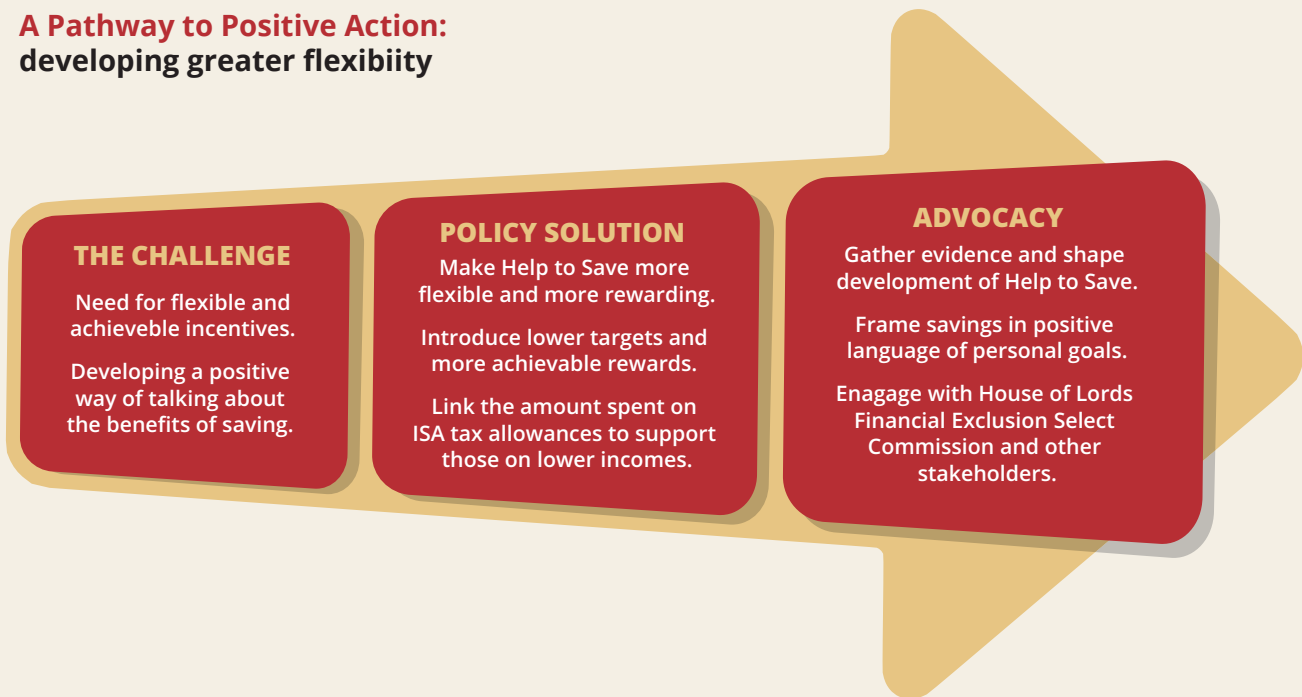 A Pathway to Positive Action:
developing greater flexibiity
THE CHALLENGE
Need for flexible and
achieveble incentives.
Developing a positive
way of talking about
the benefits of saving.
POLICY SOLUTION
Make Help to Save more
flexible and more rewarding.
Introduce lower targets and
more achievable rewards.
Link the amount spent on
ISA tax allowances to support
those on lower incomes.
ADVOCACY
Gather evidence and shape
development of Help to Save.
Frame savings in positive
language of personal goals.
Enagage with House of Lords
Financial Exclusion Select
Commission and other
stakeholders.